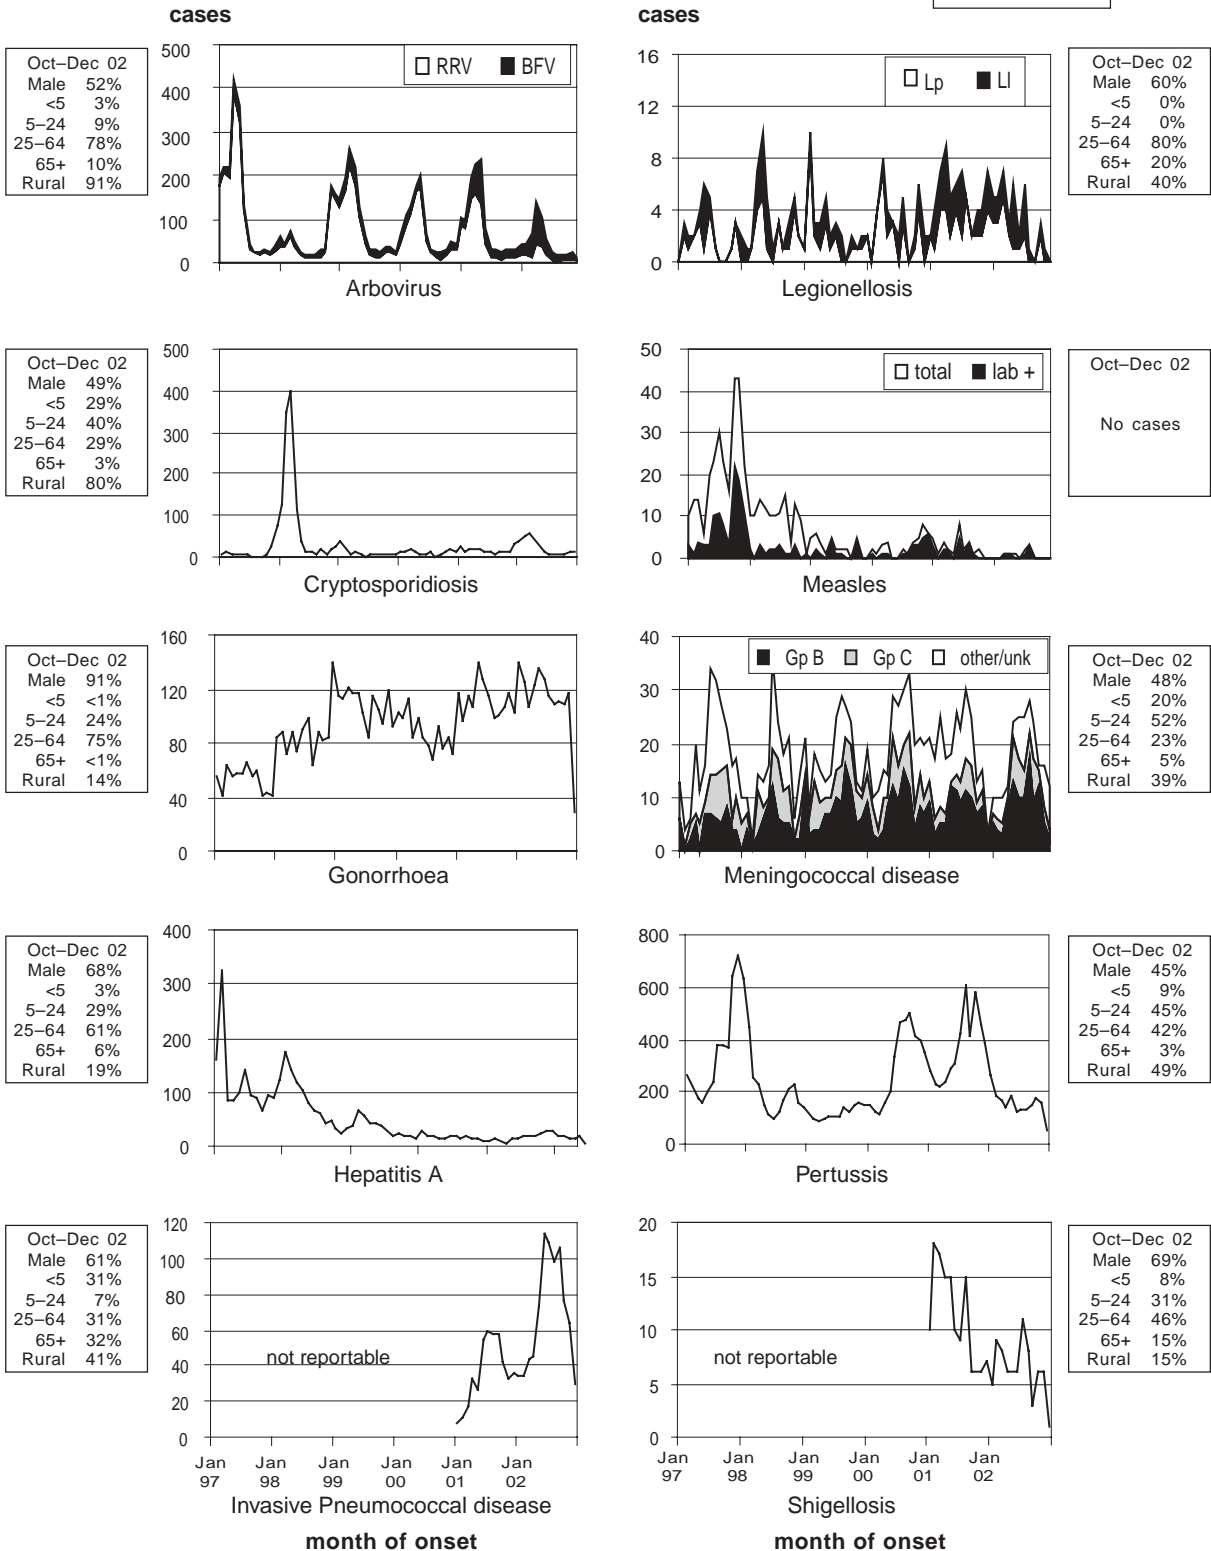 cases
cases
Oct–Dec 02
Male 52%
<5 3%
5–24 9%
25–64 78%
65+ 10%
Rural 91%
500
400
300
200
100
0
RRV BFV
Arbovirus
16
12
8
4
0
Lp Ll
Legionellosis
Oct–Dec 02
Male 60%
<5 0%
5–24 0%
25–64 80%
65+ 20%
Rural 40%
Oct–Dec 02
Male 49%
<5 29%
5–24 40%
25–64 29%
65+ 3%
Rural 80%
500
400
300
200
100
0
Cryptosporidiosis
50
40
30
20
10
0
total lab +
Measles
Oct–Dec 02
No cases
Oct–Dec 02
Male 91%
<5 <1%
5–24 24%
25–64 75%
65+ <1%
Rural 14%
160
120
80
40
0
Gonorrhoea
40
30
20
10
0
Gp B Gp C other/unk
Meningococcal disease
Oct–Dec 02
Male 48%
<5 20%
5–24 52%
25–64 23%
65+ 5%
Rural 39%
Oct–Dec 02
Male 68%
<5 3%
5–24 29%
25–64 61%
65+ 6%
Rural 19%
400
300
200
100
0
Hepatitis A
800
600
400
200
0
Pertussis
Oct–Dec 02
Male 45%
<5 9%
5–24 45%
25–64 42%
65+ 3%
Rural 49%
Oct–Dec 02
Male 61%
<5 31%
5–24 7%
25–64 31%
65+ 32%
Rural 41%
120
100
80
60
40
20
0
not reportable
Jan Jan Jan Jan Jan Jan
97 98 99 00 01 02
Invasive Pneumococcal disease
month of onset
20
15
10
5
0
not reportable
Jan Jan Jan Jan Jan Jan
97 98 99 00 01 02
Shigellosis
month of onset
Oct–Dec 02
Male 69%
<5 8%
5–24 31%
25–64 46%
65+ 15%
Rural 15%